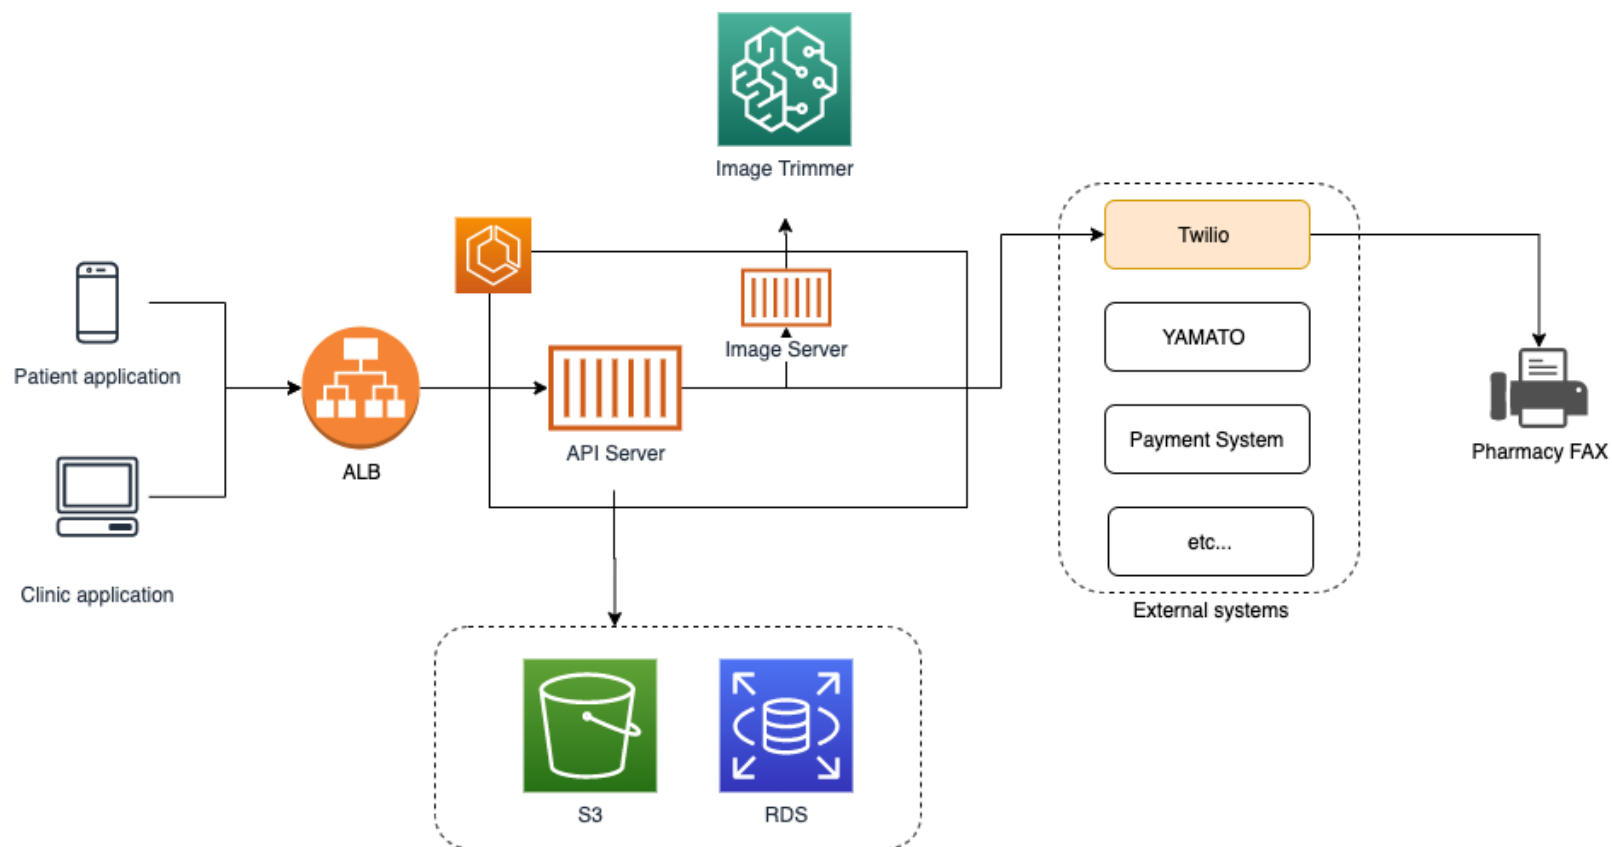 Image Trimmer
Twilio
Patient application
Image Server
YAMATO
ALB
API Server
Payment System
Pharmacy FAX
Clinic application
etc...
External systems
S3
RDS